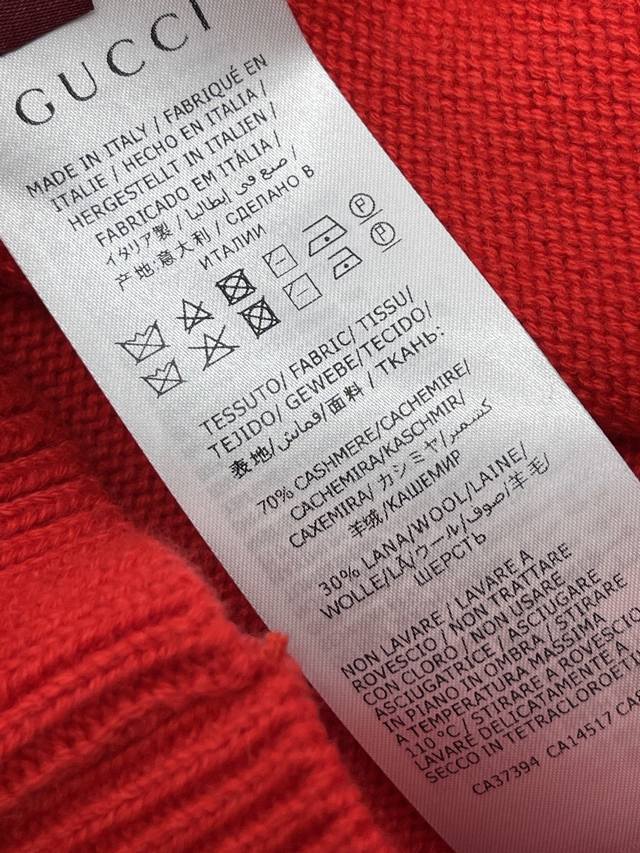 GUCCI
MADE IN ITALY / FABRIQUÉ EN
ITALIE / HECHO EN ITALIA /
HERGESTELLT IN ITALIEN /
FABRICADO EM ITÀLIA /
イタリア製 / صنع في إيطاليا /
产地:意大利 / СДЕЛАНО В
ИТАЛИИ
P
P
TESSUTO/ FABRIC/ TISSU/
TEJIDO/ GEWEBE/TECIDO/
表地/قماش/面料 / ТКАНЬ:
70% CASHMERE/CACHEMIRE/
CACHEMIRA/KASCHMIR/
CAXEMIRA/ カシミヤ/كشمير/
羊绒/КАШЕМИР
30% LANA/WOOL/LAINE/
WOLLE/LÃ/ウール/صوف/羊毛/
ШЕРСТЬ
NON LAVARE / LAVARE A
ROVESCIO / NON TRATTARE
CON CLORO / NON USARE
ASCIUGATRICE / ASCIUGARE
IN PIANO IN OMBRA / STIRARE
A TEMPERATURA MASSIMA
110 °C/ STIRARE A ROVESCIO
LAVARE DELICATAMENTE A
SECCO IN TETRACLOROETI
CA37394 CA14517 CA